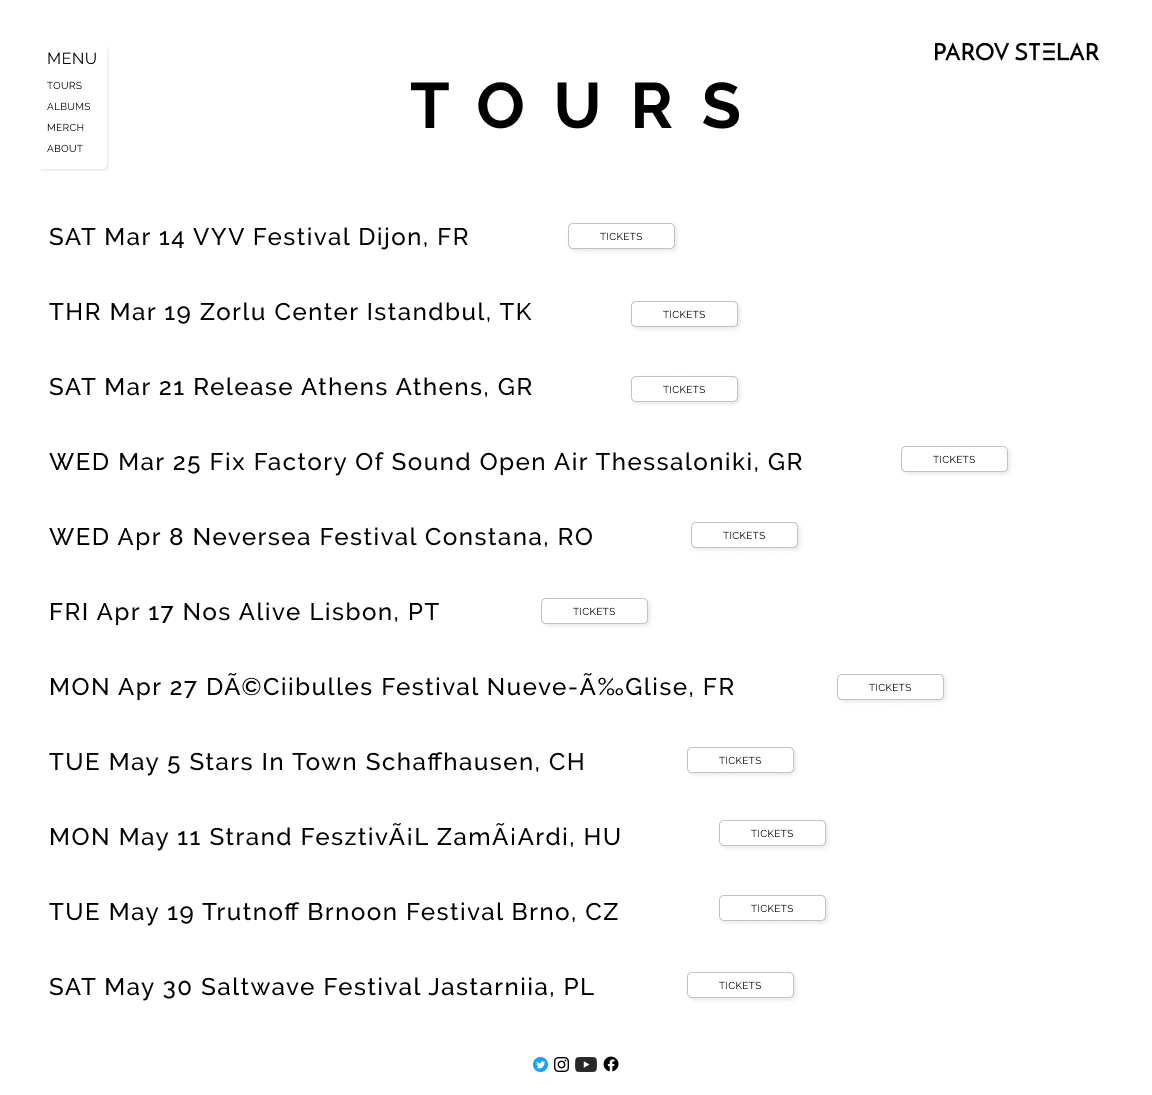 PAROV STΞLAR
MENU
TOURS
ALBUMS
MERCH
ABOUT
TOURS
SAT Mar 14 VYV Festival Dijon, FR
TICKETS
THR Mar 19 Zorlu Center Istandbul, TK
TICKETS
SAT Mar 21 Release Athens Athens, GR
TICKETS
WED Mar 25 Fix Factory Of Sound Open Air Thessaloniki, GR
TICKETS
WED Apr 8 Neversea Festival Constana, RO
TICKETS
FRI Apr 17 Nos Alive Lisbon, PT
TICKETS
MON Apr 27 DÃ©Ciibulles Festival Nueve-Ã‰Glise, FR
TICKETS
TUE May 5 Stars In Town Schaffhausen, CH
TICKETS
MON May 11 Strand FesztivÃ¡L ZamÃ¡Ardi, HU
TICKETS
TUE May 19 Trutnoff Brnoon Festival Brno, CZ
TICKETS
SAT May 30 Saltwave Festival Jastarniia, PL
TICKETS